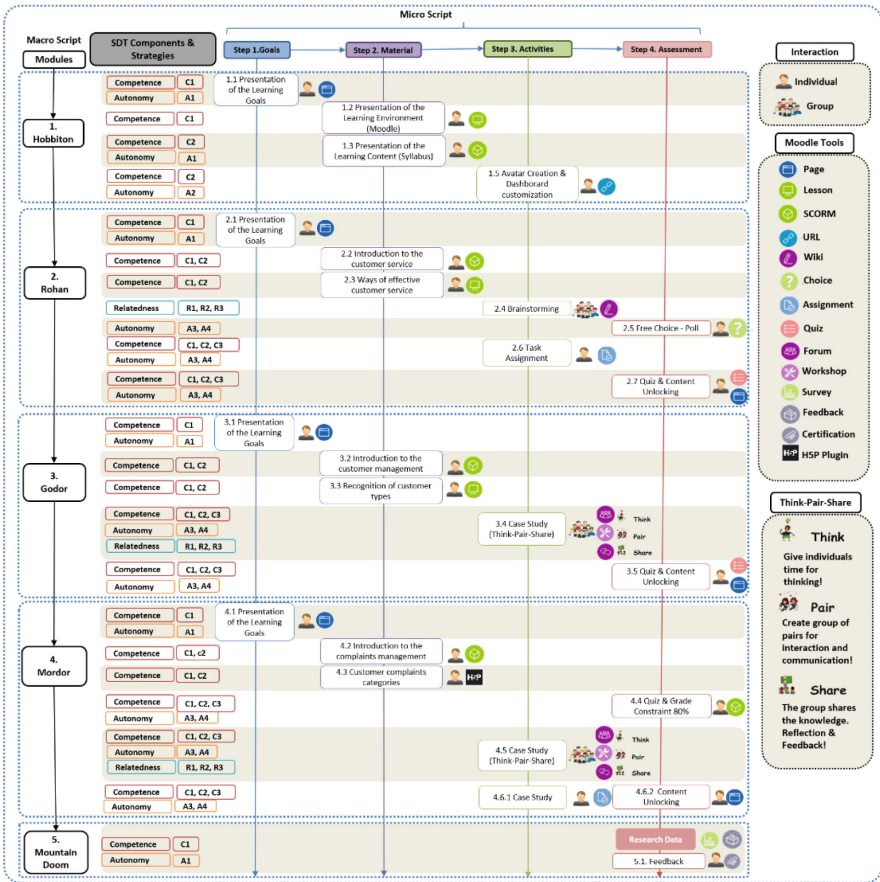 Micro Script
Macro Script
Modules
SDT Components &
Strategies
Step 1.Goals
Step 2. Material
Step 3. Activities
Step 4. Assessment
1.
Hobbiton
Competence C1
Autonomy A1
1.1 Presentation
of the Learning
Goals
Competence C1
1.2 Presentation of the
Learning Environment
(Moodle)
Competence C2
Autonomy A1
1.3 Presentation of the
Learning Content (Syllabus)
Competence C2
Autonomy A2
1.5 Avatar Creation &
Dashborard
customization
2.
Rohan
Competence C1
Autonomy A1
2.1 Presentation
of the Learning
Goals
Competence C1, C2
2.2 Introduction to the
customer service
Competence C1, C2
2.3 Ways of effective
customer service
Relatedness R1, R2, R3
2.4 Brainstorming
Autonomy A3, A4
2.5 Free Choice - Poll
Competence C1, C2, C3
Autonomy A3, A4
2.6 Task
Assignment
Competence C1, C2, C3
Autonomy A3, A4
2.7 Quiz & Content
Unlocking
3.
Godor
Competence C1
Autonomy A1
3.1 Presentation
of the Learning
Goals
Competence C1, C2
3.2 Introduction to the
customer management
Competence C1, C2
3.3 Recognition of customer
types
Competence C1, C2, C3
Autonomy A3, A4
Relatedness R1, R2, R3
3.4 Case Study
(Think-Pair-Share)
Think
Pair
Share
Competence C1, C2, C3
Autonomy A3, A4
3.5 Quiz & Content
Unlocking
4.
Mordor
Competence C1
Autonomy A1
4.1 Presentation
of the Learning
Goals
Competence C1, c2
4.2 Introduction to the
complaints management
Competence C1, C2
4.3 Customer complaints
categories
H5P
Competence C1, C2, C3
Autonomy A3, A4
4.4 Quiz & Grade
Constraint 80%
Competence C1, C2, C3
Autonomy A3, A4
Relatedness R1, R2, R3
4.5 Case Study
(Think-Pair-Share)
Think
Pair
Share
Competence C1, C2, C3
Autonomy A3, A4
4.6.1 Case Study
4.6.2 Content
Unlocking
5.
Mountain
Doom
Competence C1
Autonomy A1
Research Data
5.1. Feedback
Interaction
Individual
Group
Moodle Tools
Page
Lesson
SCORM
URL
Wiki
Choice
Assignment
Quiz
Forum
Workshop
Survey
Feedback
Certification
H5P H5P Plugin
Think-Pair-Share
Think
Give individuals
time for
thinking!
Pair
Create group of
pairs for
interaction and
communication!
Share
The group shares
the knowledge.
Reflection &
Feedback!